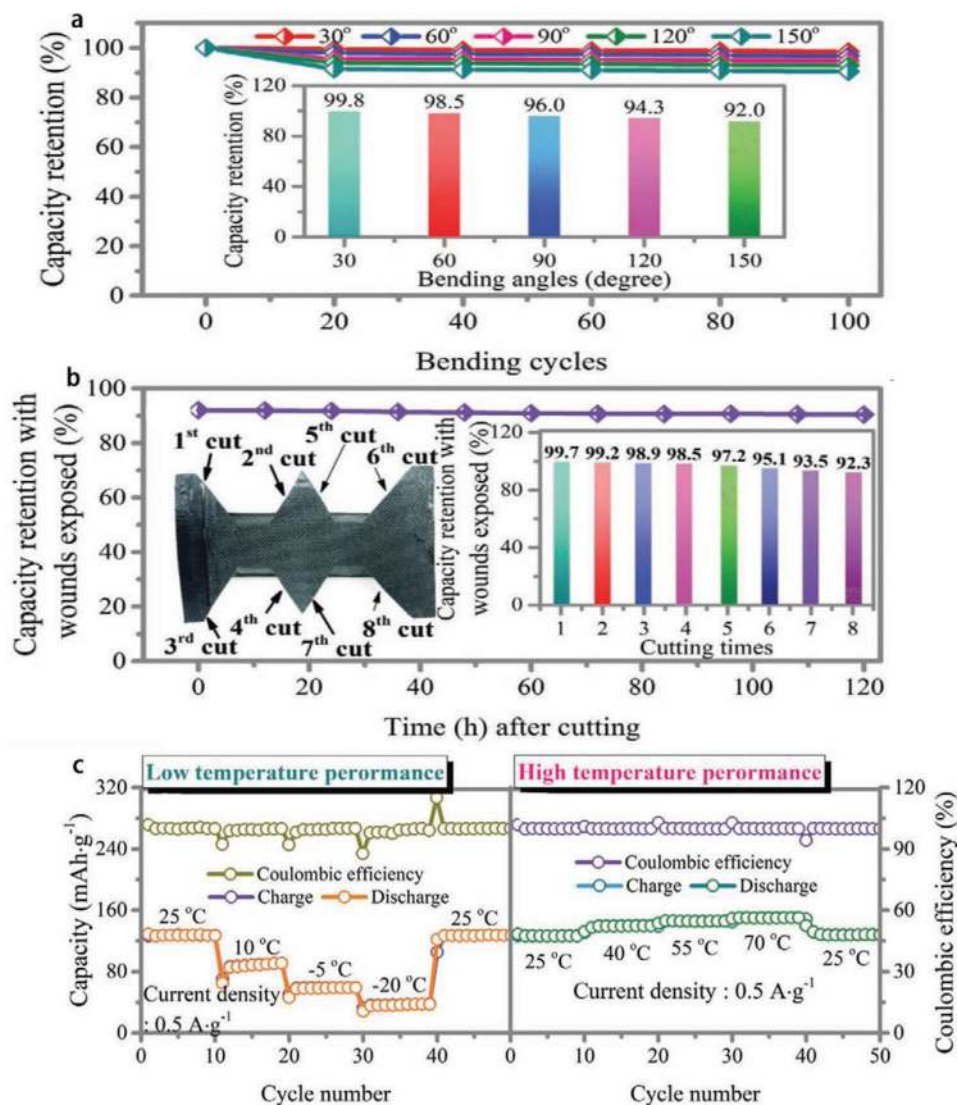 a
30° 60° 90° 120° 150°
Capacity retention (%)
100
80
60
40
20
0
Capacity retention (%)
120
80
40
0
99.8 98.5 96.0 94.3 92.0
30 60 90 120 150
Bending angles (degree)
0 20 40 60 80 100
Bending cycles
b
Capacity retention with
wounds exposed (%)
100
80
60
40
20
0
1st cut
2nd cut
5th cut
6th cut
3rd cut
4th cut
7th cut
8th cut
Capacity retention with
wounds exposed (%)
120
80
40
0
99.7 99.2 98.9 98.5 97.2 95.1 93.5 92.3
1 2 3 4 5 6 7 8
Cutting times
0 20 40 60 80 100 120
Time (h) after cutting
c
Low temperature perormance
High temperature perormance
Capacity (mAh·g-1)
320
240
160
80
0
Coulombic efficiency
Charge Discharge
25 °C
10 °C
-5 °C
-20 °C
25 °C
Current density
: 0.5 A·g-1
Coulombic efficiency
Charge Discharge
25 °C
40 °C
55 °C
70 °C
25 °C
Current density : 0.5 A·g-1
120
90
60
30
0
Coulombic efficiency (%)
0 10 20 30 40 0 10 20 30 40 50
Cycle number
Cycle number